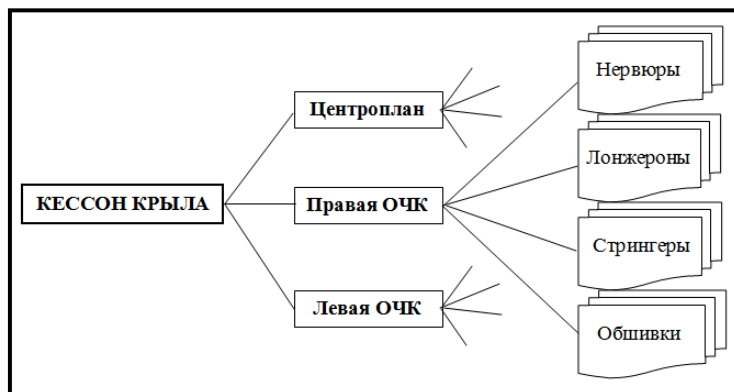 КЕССОН КРЫЛА
Центроплан
Правая ОЧК
Левая ОЧК
Нервюры
Лонжероны
Стрингеры
Обшивки